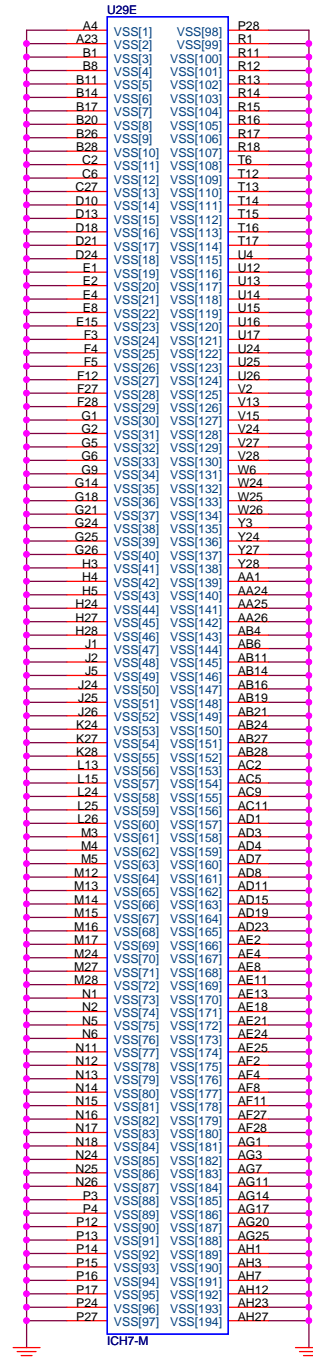 U29E
A4 VSS[1] VSS[98] P28
A23 VSS[2] VSS[99] R1
B1 VSS[3] VSS[100] R11
B8 VSS[4] VSS[101] R12
B11 VSS[5] VSS[102] R13
B14 VSS[6] VSS[103] R14
B17 VSS[7] VSS[104] R15
B20 VSS[8] VSS[105] R16
B26 VSS[9] VSS[106] R17
B28 VSS[10] VSS[107] R18
C2 VSS[11] VSS[108] T6
C6 VSS[12] VSS[109] T12
C27 VSS[13] VSS[110] T13
D10 VSS[14] VSS[111] T14
D13 VSS[15] VSS[112] T15
D18 VSS[16] VSS[113] T16
D21 VSS[17] VSS[114] T17
D24 VSS[18] VSS[115] U4
E1 VSS[19] VSS[116] U12
E2 VSS[20] VSS[117] U13
E4 VSS[21] VSS[118] U14
E8 VSS[22] VSS[119] U15
E15 VSS[23] VSS[120] U16
F3 VSS[24] VSS[121] U17
F4 VSS[25] VSS[122] U24
F5 VSS[26] VSS[123] U25
F12 VSS[27] VSS[124] U26
F27 VSS[28] VSS[125] V2
F28 VSS[29] VSS[126] V13
G1 VSS[30] VSS[127] V15
G2 VSS[31] VSS[128] V24
G5 VSS[32] VSS[129] V27
G6 VSS[33] VSS[130] V28
G9 VSS[34] VSS[131] W6
G14 VSS[35] VSS[132] W24
G18 VSS[36] VSS[133] W25
G21 VSS[37] VSS[134] W26
G24 VSS[38] VSS[135] Y3
G25 VSS[39] VSS[136] Y24
G26 VSS[40] VSS[137] Y27
H3 VSS[41] VSS[138] Y28
H4 VSS[42] VSS[139] AA1
H5 VSS[43] VSS[140] AA24
H24 VSS[44] VSS[141] AA25
H27 VSS[45] VSS[142] AA26
H28 VSS[46] VSS[143] AB4
J1 VSS[47] VSS[144] AB6
J2 VSS[48] VSS[145] AB11
J5 VSS[49] VSS[146] AB14
J24 VSS[50] VSS[147] AB16
J25 VSS[51] VSS[148] AB19
J26 VSS[52] VSS[149] AB21
K24 VSS[53] VSS[150] AB24
K27 VSS[54] VSS[151] AB27
K28 VSS[55] VSS[152] AB28
L13 VSS[56] VSS[153] AC2
L15 VSS[57] VSS[154] AC5
L24 VSS[58] VSS[155] AC9
L25 VSS[59] VSS[156] AC11
L26 VSS[60] VSS[157] AD1
M3 VSS[61] VSS[158] AD3
M4 VSS[62] VSS[159] AD4
M5 VSS[63] VSS[160] AD7
M12 VSS[64] VSS[161] AD8
M13 VSS[65] VSS[162] AD11
M14 VSS[66] VSS[163] AD15
M15 VSS[67] VSS[164] AD19
M16 VSS[68] VSS[165] AD23
M17 VSS[69] VSS[166] AE2
M24 VSS[70] VSS[167] AE4
M27 VSS[71] VSS[168] AE8
M28 VSS[72] VSS[169] AE11
N1 VSS[73] VSS[170] AE13
N2 VSS[74] VSS[171] AE18
N5 VSS[75] VSS[172] AE21
N6 VSS[76] VSS[173] AE24
N11 VSS[77] VSS[174] AE25
N12 VSS[78] VSS[175] AF2
N13 VSS[79] VSS[176] AF4
N14 VSS[80] VSS[177] AF8
N15 VSS[81] VSS[178] AF11
N16 VSS[82] VSS[179] AF27
N17 VSS[83] VSS[180] AF28
N18 VSS[84] VSS[181] AG1
N24 VSS[85] VSS[182] AG3
N25 VSS[86] VSS[183] AG7
N26 VSS[87] VSS[184] AG11
P3 VSS[88] VSS[185] AG14
P4 VSS[89] VSS[186] AG17
P12 VSS[90] VSS[187] AG20
P13 VSS[91] VSS[188] AG25
P14 VSS[92] VSS[189] AH1
P15 VSS[93] VSS[190] AH3
P16 VSS[94] VSS[191] AH7
P17 VSS[95] VSS[192] AH12
P24 VSS[96] VSS[193] AH23
P27 VSS[97] VSS[194] AH27
ICH7-M